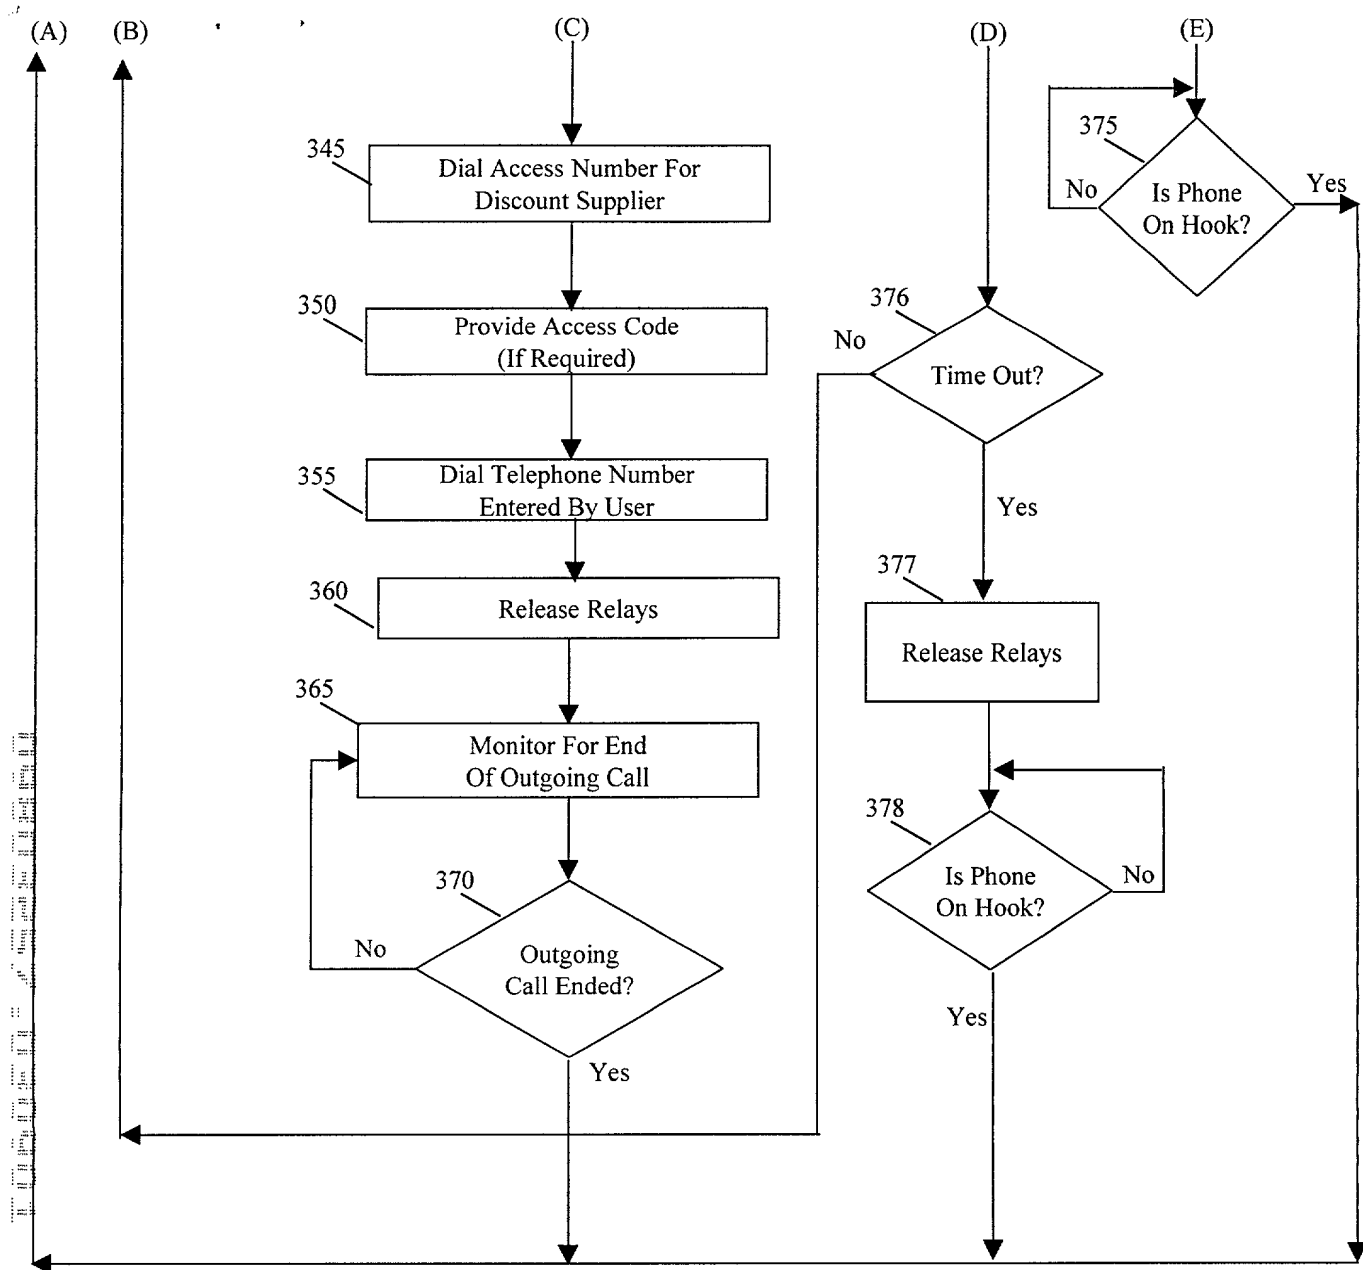 (A) (B) (C) (D) (E)
345
Dial Access Number For
Discount Supplier
375
No
Is Phone
On Hook?
Yes
350
Provide Access Code
(If Required)
376
No
Time Out?
Yes
355
Dial Telephone Number
Entered By User
360
Release Relays
377
Release Relays
365
Monitor For End
Of Outgoing Call
378
Is Phone
On Hook?
No
Yes
370
No
Outgoing
Call Ended?
Yes